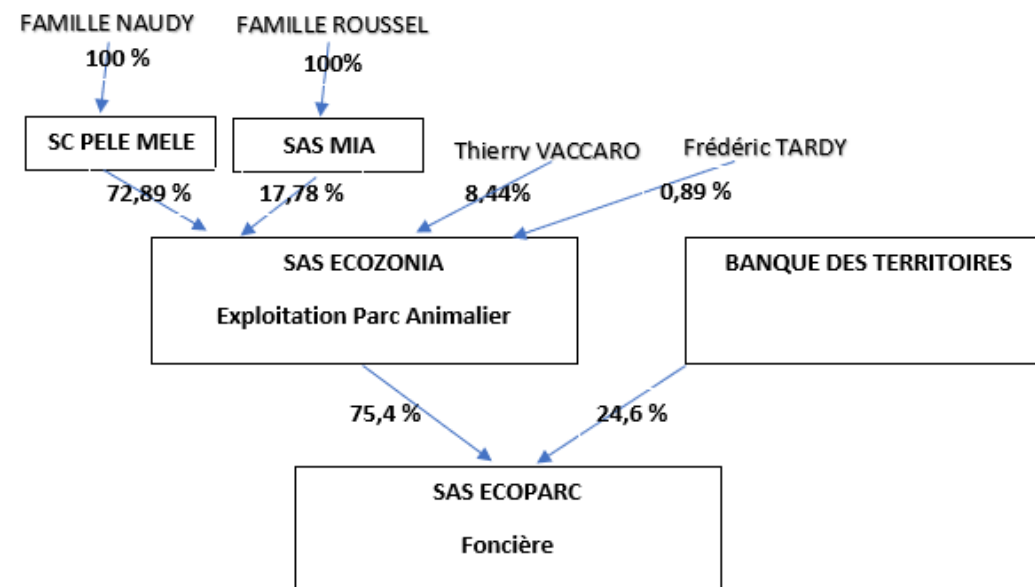 FAMILLE NAUDY
FAMILLE ROUSSEL
100 %
100%
SC PELE MELE
SAS MIA
Thierry VACCARO
Frédéric TARDY
72,89 %
17,78 %
8,44%
0,89 %
SAS ECOZONIA
Exploitation Parc Animalier
BANQUE DES TERRITOIRES
75,4 %
24,6 %
SAS ECOPARC
Foncière